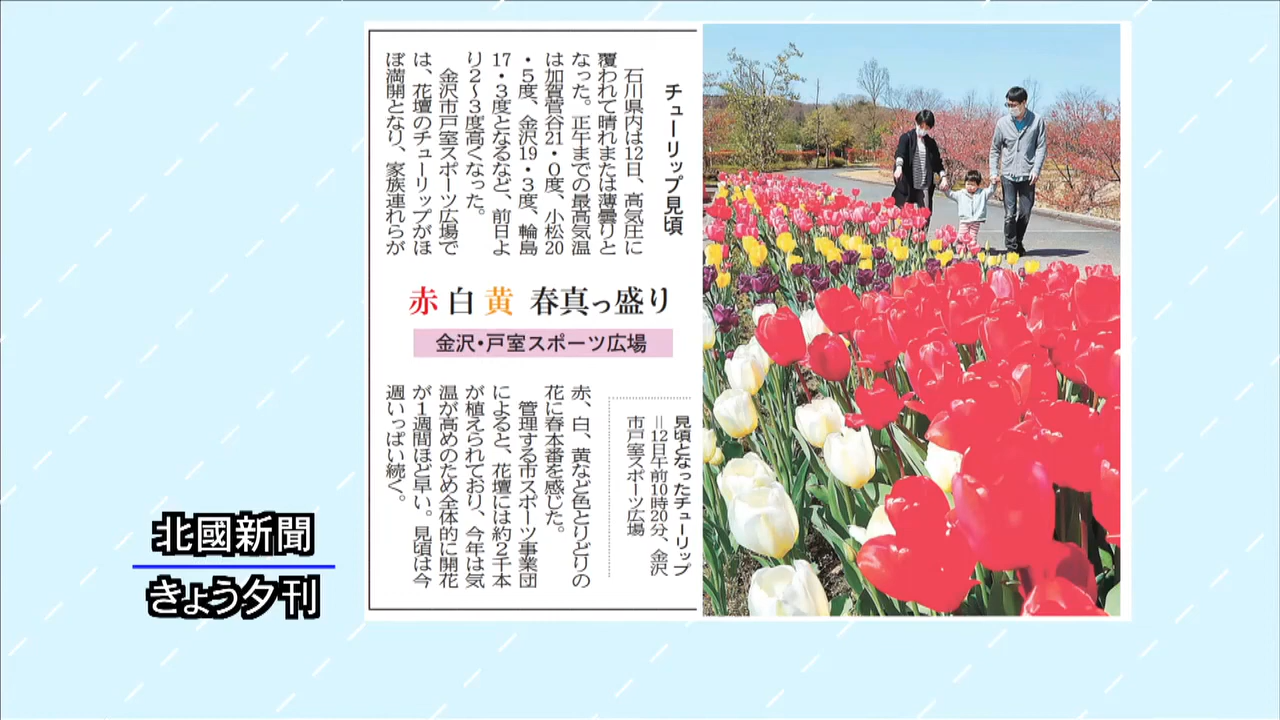 チューリップ見頃
石川県内は12日、高気圧に
覆われて晴れまたは薄曇りと
なった。正午までの最高気温
は加賀菅谷21・0度、小松20
・5度、金沢19・3度、輪島
17・3度となるなど、前日よ
り2〜3度高くなった。
金沢市戸室スポーツ広場で
は、花壇のチューリップがほ
ぼ満開となり、家族連れらが
赤 白 黄 春真っ盛り
金沢・戸室スポーツ広場
見頃となったチューリップ
＝12日午前10時20分、金沢
市戸室スポーツ広場
赤、白、黄など色とりどりの
花に春本番を感じた。
管理する市スポーツ事業団
によると、花壇には約2千本
が植えられており、今年は気
温が高めのため全体的に開花
が1週間ほど早い。見頃は今
週いっぱい続く。
北國新聞
きょう夕刊